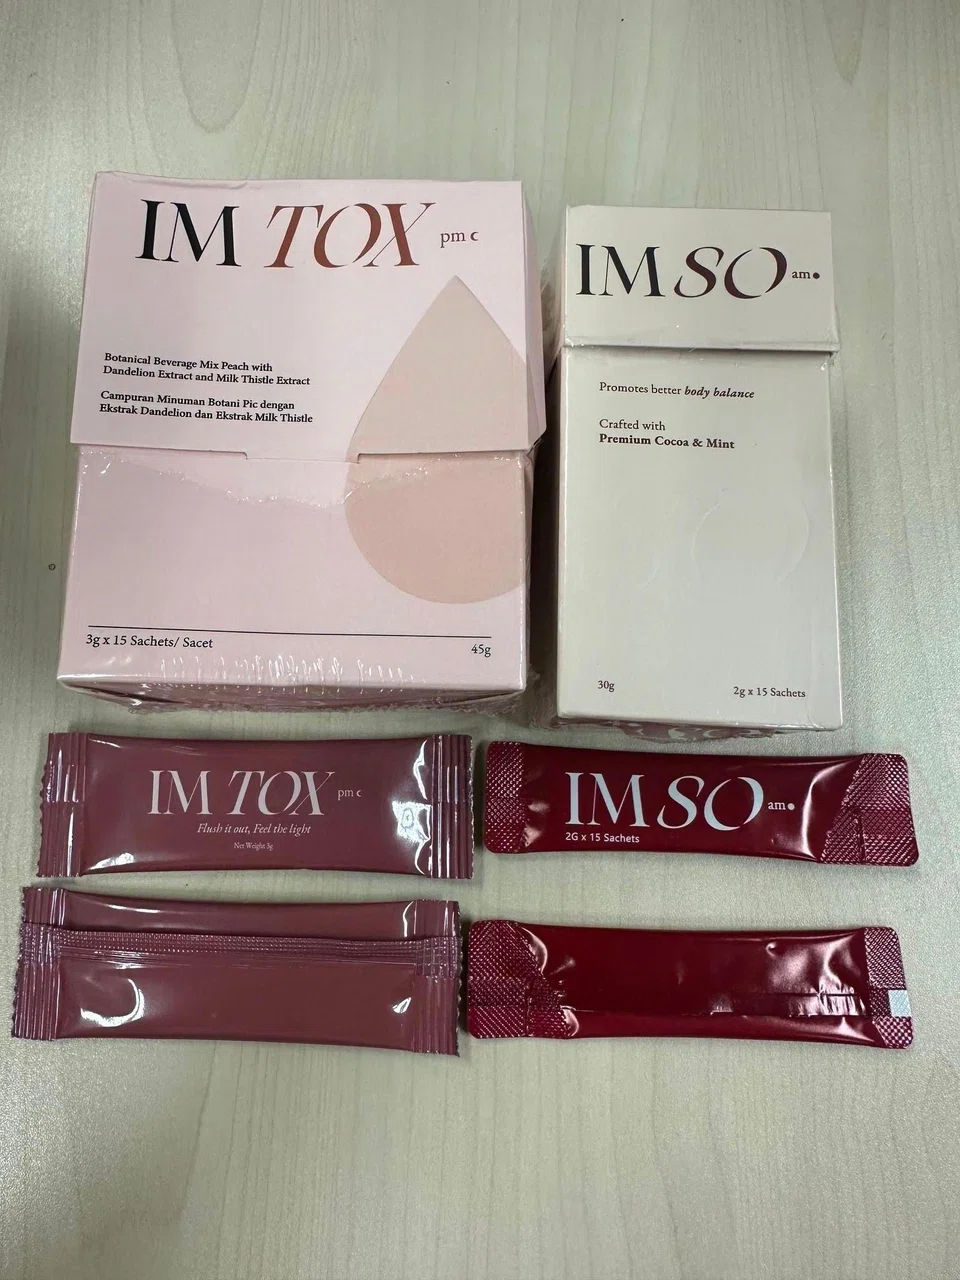 IM TOX pm
Botanical Beverage Mix Peach with
Dandelion Extract and Milk Thistle Extract
Campuran Minuman Botani Pic dengan
Ekstrak Dandelion dan Ekstrak Milk Thistle
3g x 15 Sachets/ Sacet
45g
IM SO am
Promotes better body balance
Crafted with
Premium Cocoa & Mint
30g
2g x 15 Sachets
IM TOX pm
Flush it out, Feel the light
Net Weight 3g
IM SO am
2G x 15 Sachets